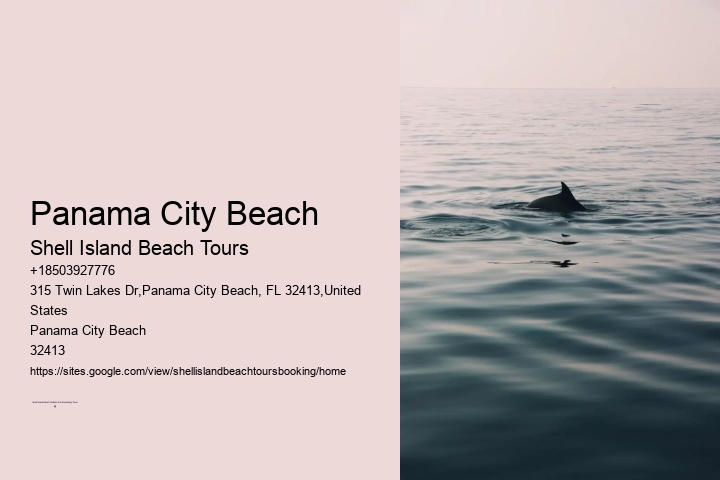 Panama City Beach
Shell Island Beach Tours
+18503927776
315 Twin Lakes Dr,Panama City Beach, FL 32413,United
States
Panama City Beach
32413
https://sites.google.com/view/shellislandbeachtoursbooking/home